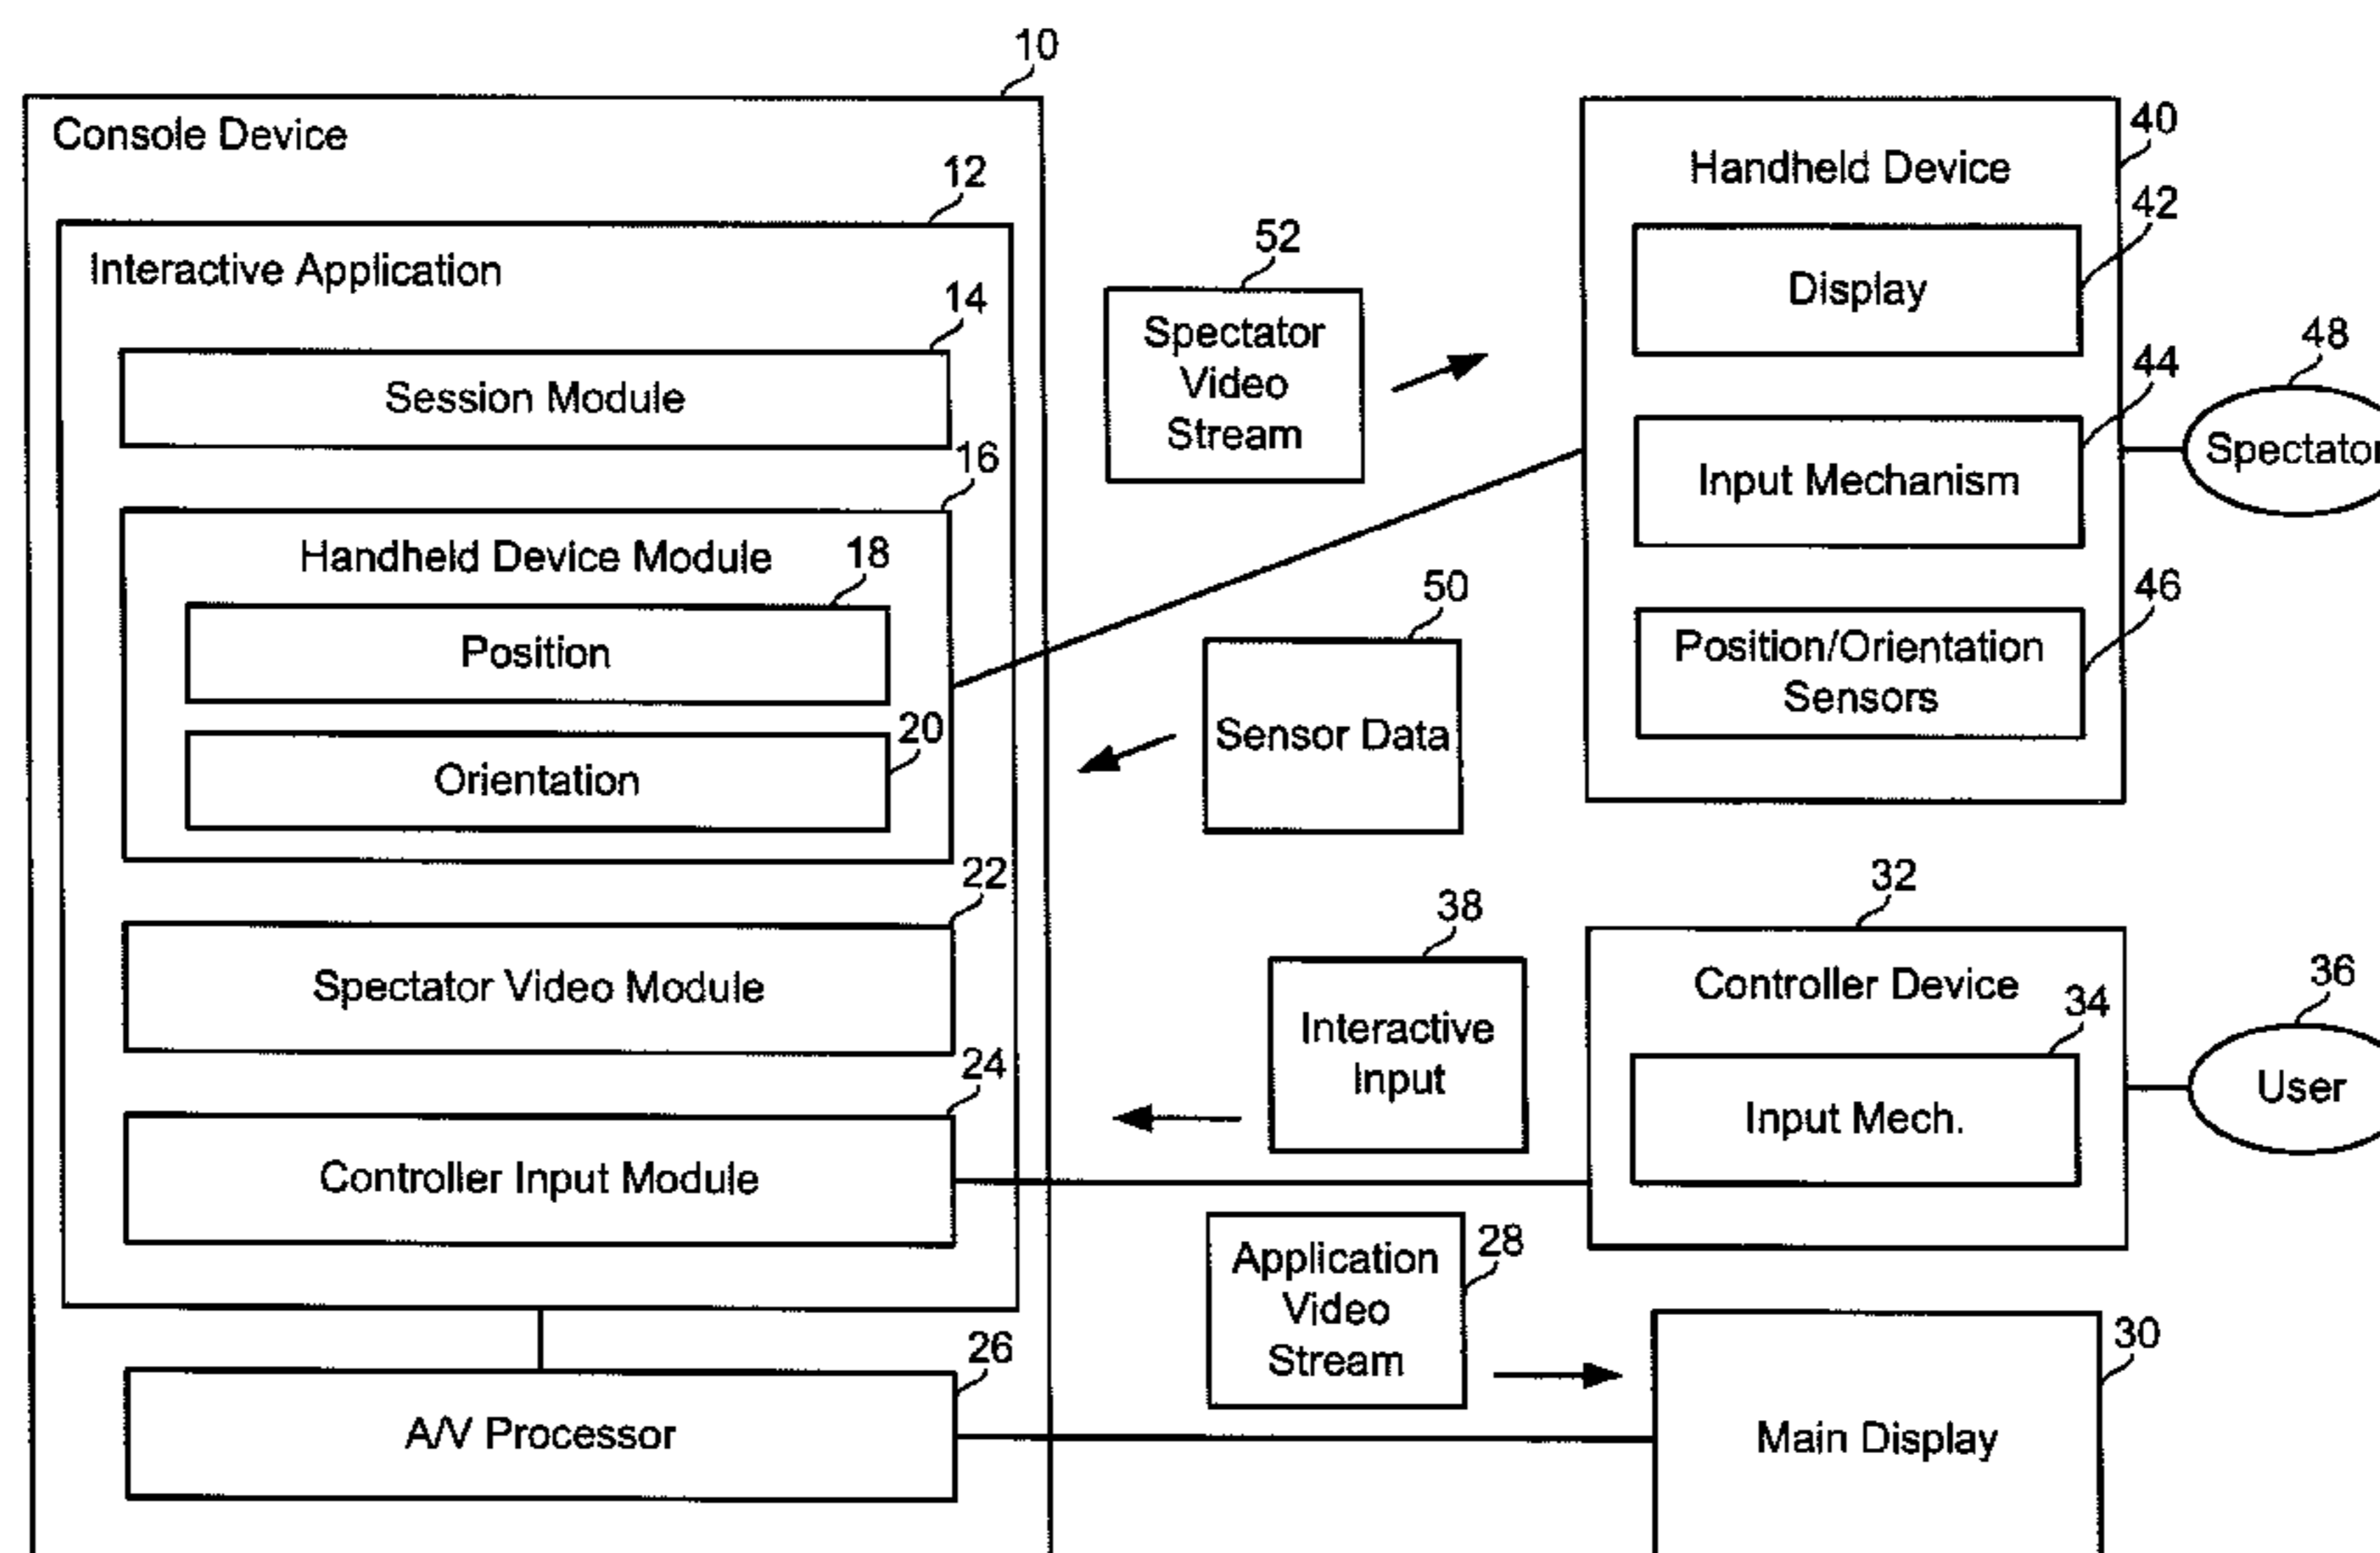 10
Console Device
12
Interactive Application
14
Session Module
16
Handheld Device Module
18
Position
20
Orientation
22
Spectator Video Module
24
Controller Input Module
26
A/V Processor
52
Spectator
Video
Stream
50
Sensor Data
38
Interactive
Input
28
Application
Video
Stream
40
Handheld Device
42
Display
44
Input Mechanism
46
Position/Orientation
Sensors
48
Spectator
32
Controller Device
34
Input Mech.
36
User
30
Main Display